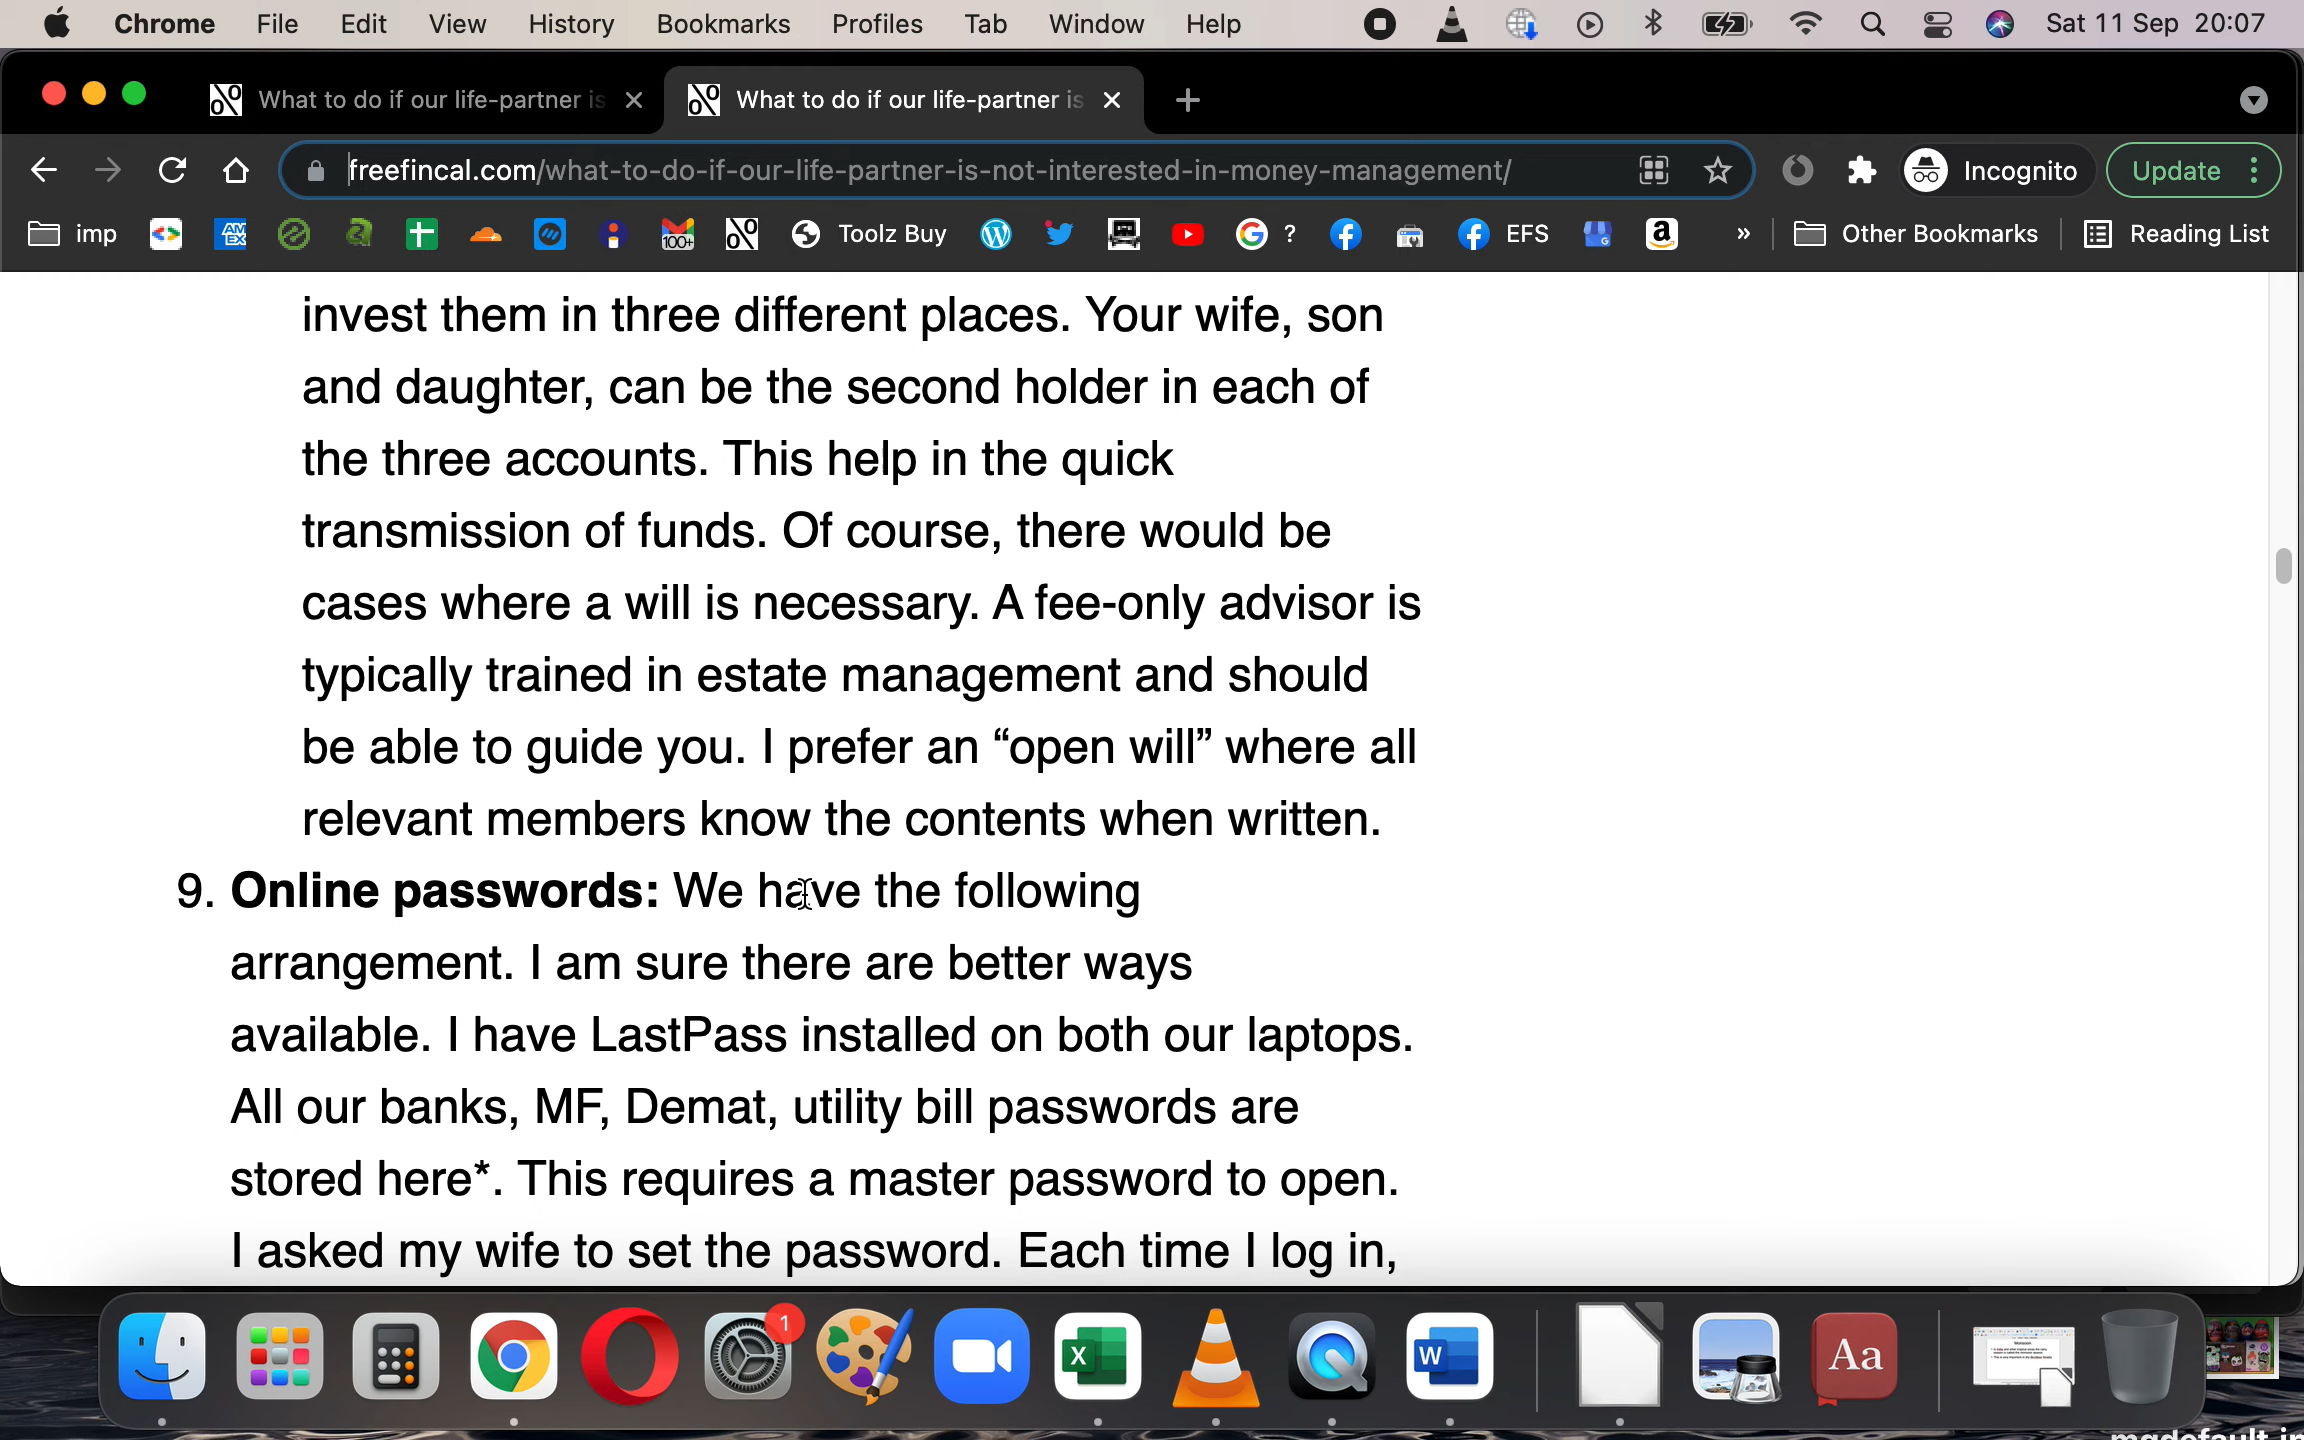 Chrome File Edit View History Bookmarks Profiles Tab Window Help Sat 11 Sep 20:07
What to do if our life-partner is What to do if our life-partner is
freefincal.com/what-to-do-if-our-life-partner-is-not-interested-in-money-management/ Incognito Update
imp AM EX 100+ Toolz Buy ? EFS a » Other Bookmarks Reading List
invest them in three different places. Your wife, son
and daughter, can be the second holder in each of
the three accounts. This help in the quick
transmission of funds. Of course, there would be
cases where a will is necessary. A fee-only advisor is
typically trained in estate management and should
be able to guide you. I prefer an “open will” where all
relevant members know the contents when written.
9. Online passwords: We have the following
arrangement. I am sure there are better ways
available. I have LastPass installed on both our laptops.
All our banks, MF, Demat, utility bill passwords are
stored here*. This requires a master password to open.
I asked my wife to set the password. Each time I log in,
1
X W Aa